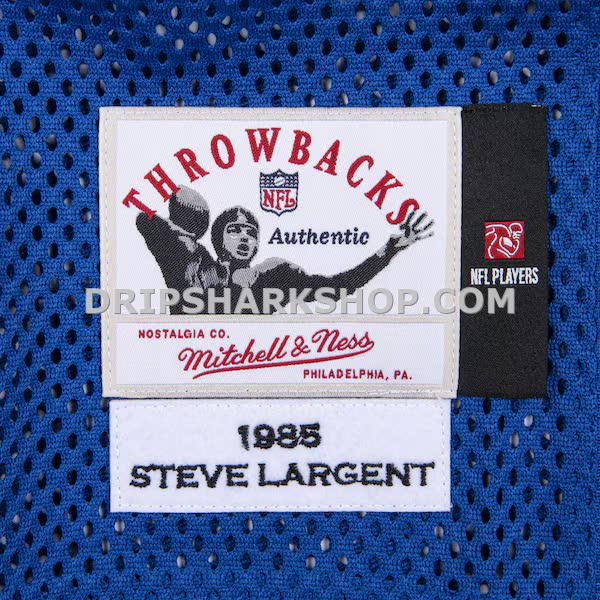 THROWBACKS
NFL
Authentic
NFL PLAYERS
DRIPSHARKSHOP.COM
NOSTALGIA CO.
Mitchell & Ness
PHILADELPHIA, PA.
1985
STEVE LARGENT